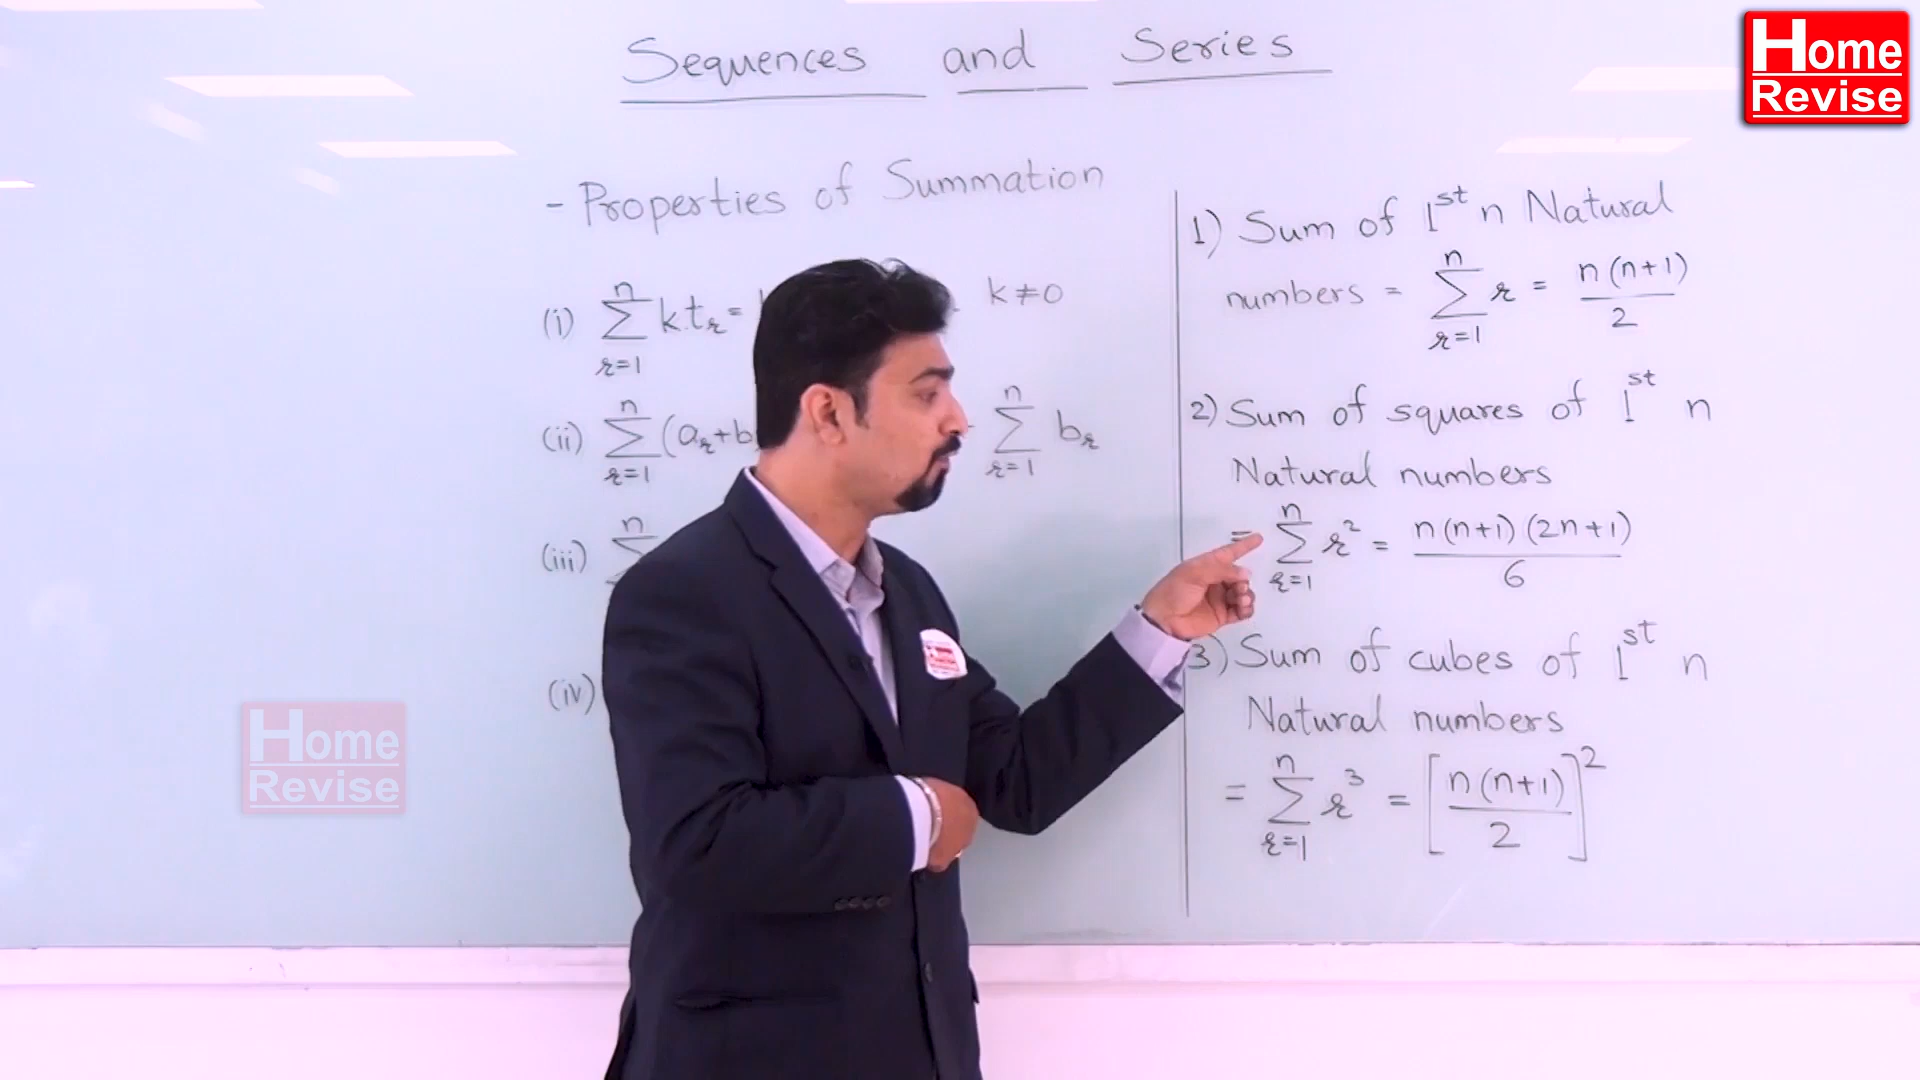 Home
Revise
Sequences and Series
- Properties of Summation
(i) n Σ r=1 k.tr = k≠0
(ii) n Σ r=1 (ar+b n Σ r=1 br
(iii) n Σ
(iv)
1) Sum of 1st n Natural
numbers = n Σ r=1 r = n(n+1) / 2
2) Sum of squares of 1st n
Natural numbers
= n Σ r=1 r² = n(n+1)(2n+1) / 6
3) Sum of cubes of 1st n
Natural numbers
= n Σ r=1 r³ = [n(n+1) / 2]²
Home
Revise